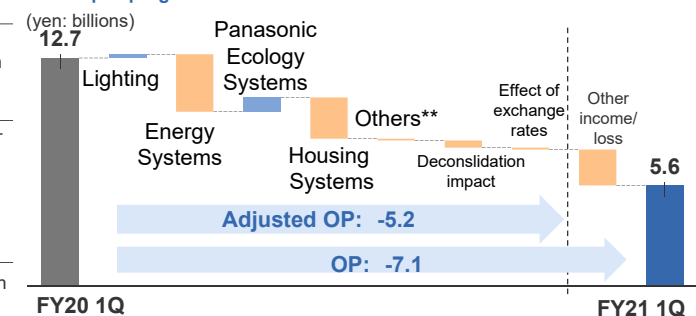 (yen: billions)
12.7
Lighting
Energy
Systems
Panasonic
Ecology
Systems
Housing
Systems
Others**
Deconslidation
impact
Effect of
exchange
rates
Other
income/
loss
5.6
Adjusted OP: -5.2
OP: -7.1
FY20 1Q
FY21 1Q